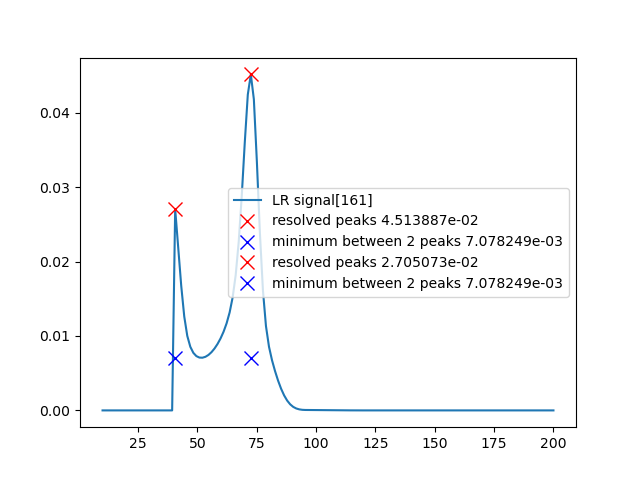 0.04
0.03
0.02
0.01
0.00
LR signal[161]
resolved peaks 4.513887e-02
minimum between 2 peaks 7.078249e-03
resolved peaks 2.705073e-02
minimum between 2 peaks 7.078249e-03
25 50 75 100 125 150 175 200